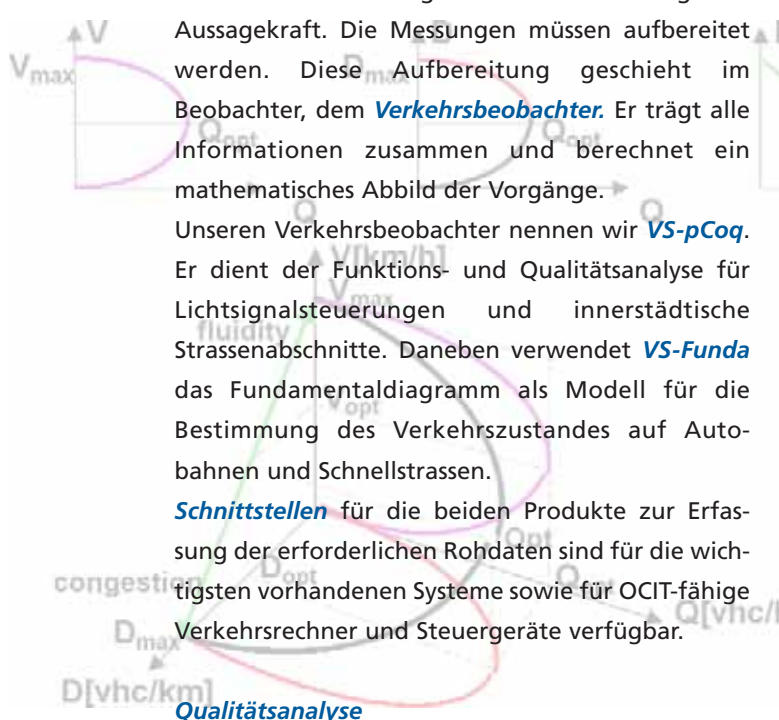 Aussagekraft. Die Messungen müssen aufbereitet
werden. Diese Aufbereitung geschieht im
Beobachter, dem Verkehrsbeobachter. Er trägt alle
Informationen zusammen und berechnet ein
mathematisches Abbild der Vorgänge.
Unseren Verkehrsbeobachter nennen wir VS-pCoq.
Er dient der Funktions- und Qualitätsanalyse für
Lichtsignalsteuerungen und innerstädtische
Strassenabschnitte. Daneben verwendet VS-Funda
das Fundamentaldiagramm als Modell für die
Bestimmung des Verkehrszustandes auf Auto-
bahnen und Schnellstrassen.
Schnittstellen für die beiden Produkte zur Erfas-
sung der erforderlichen Rohdaten sind für die wich-
tigsten vorhandenen Systeme sowie für OCIT-fähige
Verkehrsrechner und Steuergeräte verfügbar.
Qualitätsanalyse
V
Vmax
Qopt
Q
D
Dmax
Qopt
Q
V[km/h]
Vmax
fluidity
Vopt
Opt
Dopt
Qopt
congestion
Dmax
D[vhc/km]